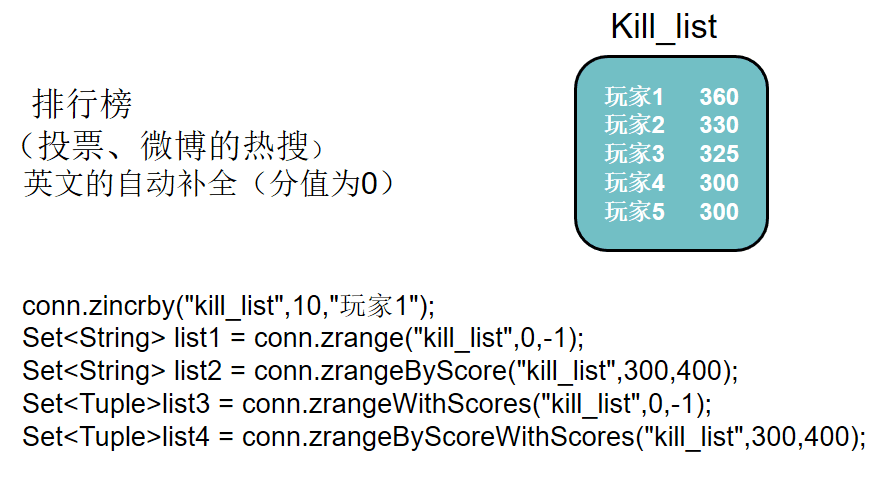 Kill_list
排行榜
（投票、微博的热搜）
英文的自动补全（分值为0）
玩家1 360
玩家2 330
玩家3 325
玩家4 300
玩家5 300
conn.zincrby("kill_list",10,"玩家1");
Set<String> list1 = conn.zrange("kill_list",0,-1);
Set<String> list2 = conn.zrangeByScore("kill_list",300,400);
Set<Tuple>list3 = conn.zrangeWithScores("kill_list",0,-1);
Set<Tuple>list4 = conn.zrangeByScoreWithScores("kill_list",300,400);